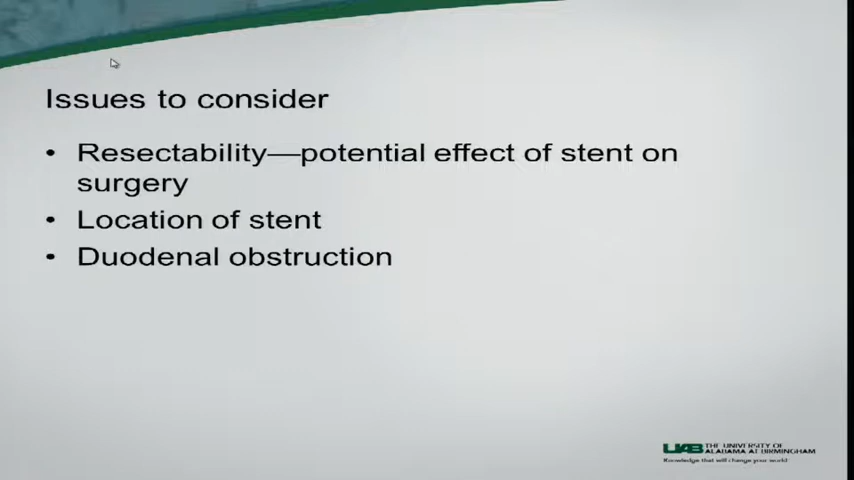 Issues to consider
• Resectability—potential effect of stent on
surgery
• Location of stent
• Duodenal obstruction
UAB THE UNIVERSITY OF
ALABAMA AT BIRMINGHAM
Knowledge that will change your world